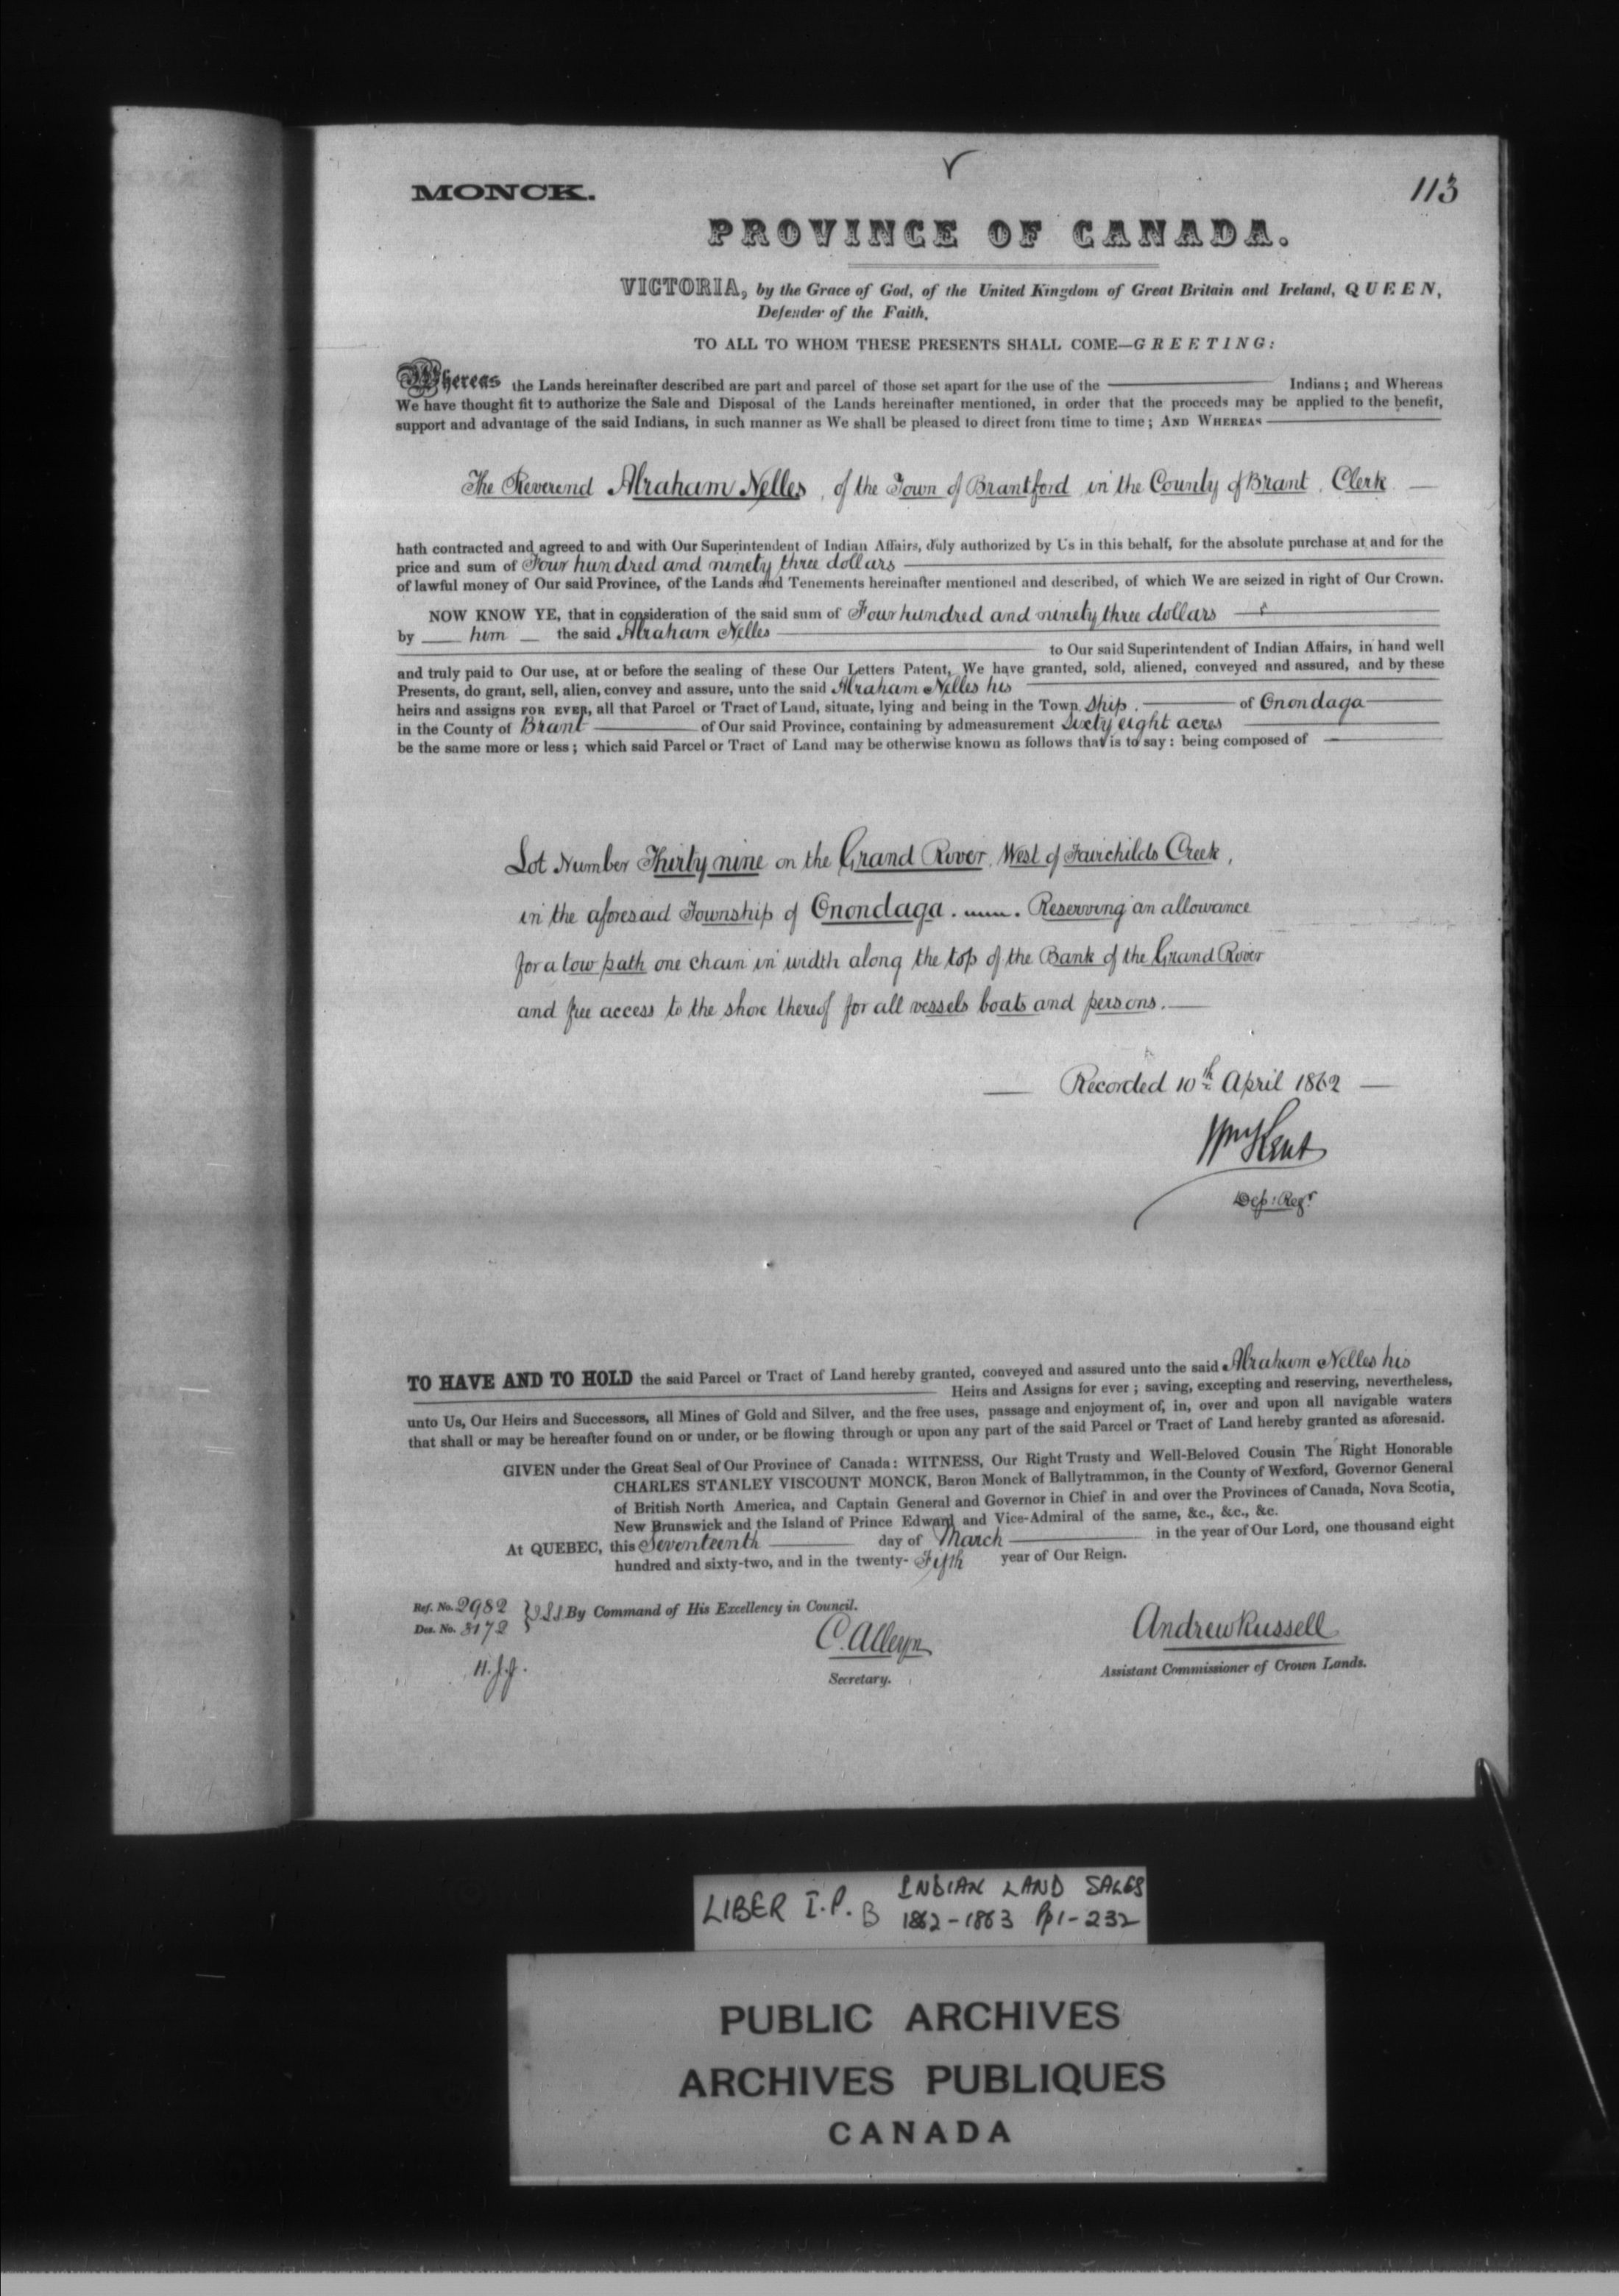 MONCK.
113
PROVINCE OF CANADA.
VICTORIA, by the Grace of God, of the United Kingdom of Great Britain and Ireland, QUEEN,
Defender of the Faith.
TO ALL TO WHOM THESE PRESENTS SHALL COME—GREETING:
Whereas the Lands hereinafter described are part and parcel of those set apart for the use of the Indians; and Whereas
We have thought fit to authorize the Sale and Disposal of the Lands hereinafter mentioned, in order that the proceeds may be applied to the benefit,
support and advantage of the said Indians, in such manner as We shall be pleased to direct from time to time; AND WHEREAS
The Reverend Abraham Nelles, of the Town of Brantford in the County of Brant, Clerk —
hath contracted and agreed to and with Our Superintendent of Indian Affairs, duly authorized by Us in this behalf, for the absolute purchase at and for the
price and sum of Four hundred and ninety three dollars
of lawful money of Our said Province, of the Lands and Tenements hereinafter mentioned and described, of which We are seized in right of Our Crown.
NOW KNOW YE, that in consideration of the said sum of Four hundred and ninety three dollars
by him the said Abraham Nelles
to Our said Superintendent of Indian Affairs, in hand well
and truly paid to Our use, at or before the sealing of these Our Letters Patent, We have granted, sold, aliened, conveyed and assured, and by these
Presents, do grant, sell, alien, convey and assure, unto the said Abraham Nelles his
heirs and assigns FOR EVER, all that Parcel or Tract of Land, situate, lying and being in the Town Ship. of Onondaga
in the County of Brant of Our said Province, containing by admeasurement Sixty eight acres
be the same more or less; which said Parcel or Tract of Land may be otherwise known as follows that is to say: being composed of
Lot Number Thirty nine on the Grand River, West of Fairchilds Creek,
in the aforesaid Township of Onondaga. Reserving an allowance
for a tow path one chain in width along the top of the Bank of the Grand River
and free access to the shore thereof for all vessels boats and persons.—
— Recorded 10th April 1862 —
Wm Kent
Dep: Regr
TO HAVE AND TO HOLD the said Parcel or Tract of Land hereby granted, conveyed and assured unto the said Abraham Nelles his
Heirs and Assigns for ever; saving, excepting and reserving, nevertheless,
unto Us, Our Heirs and Successors, all Mines of Gold and Silver, and the free uses, passage and enjoyment of, in, over and upon all navigable waters
that shall or may be hereafter found on or under, or be flowing through or upon any part of the said Parcel or Tract of Land hereby granted as aforesaid.
GIVEN under the Great Seal of Our Province of Canada: WITNESS, Our Right Trusty and Well-Beloved Cousin The Right Honorable
CHARLES STANLEY VISCOUNT MONCK, Baron Monck of Ballytrammon, in the County of Wexford, Governor General
of British North America, and Captain General and Governor in Chief in and over the Provinces of Canada, Nova Scotia,
New Brunswick and the Island of Prince Edward and Vice-Admiral of the same, &c., &c., &c.
At QUEBEC, this Seventeenth day of March in the year of Our Lord, one thousand eight
hundred and sixty-two, and in the twenty-Fifth year of Our Reign.
Ref. No. 2982
Des. No. 3172
By Command of His Excellency in Council.
C. Alleyn
Secretary.
Andrew Russell
Assistant Commissioner of Crown Lands.
LIBER I.P. B INDIAN LAND SALES
1862-1863 Pp 1-232
PUBLIC ARCHIVES
ARCHIVES PUBLIQUES
CANADA